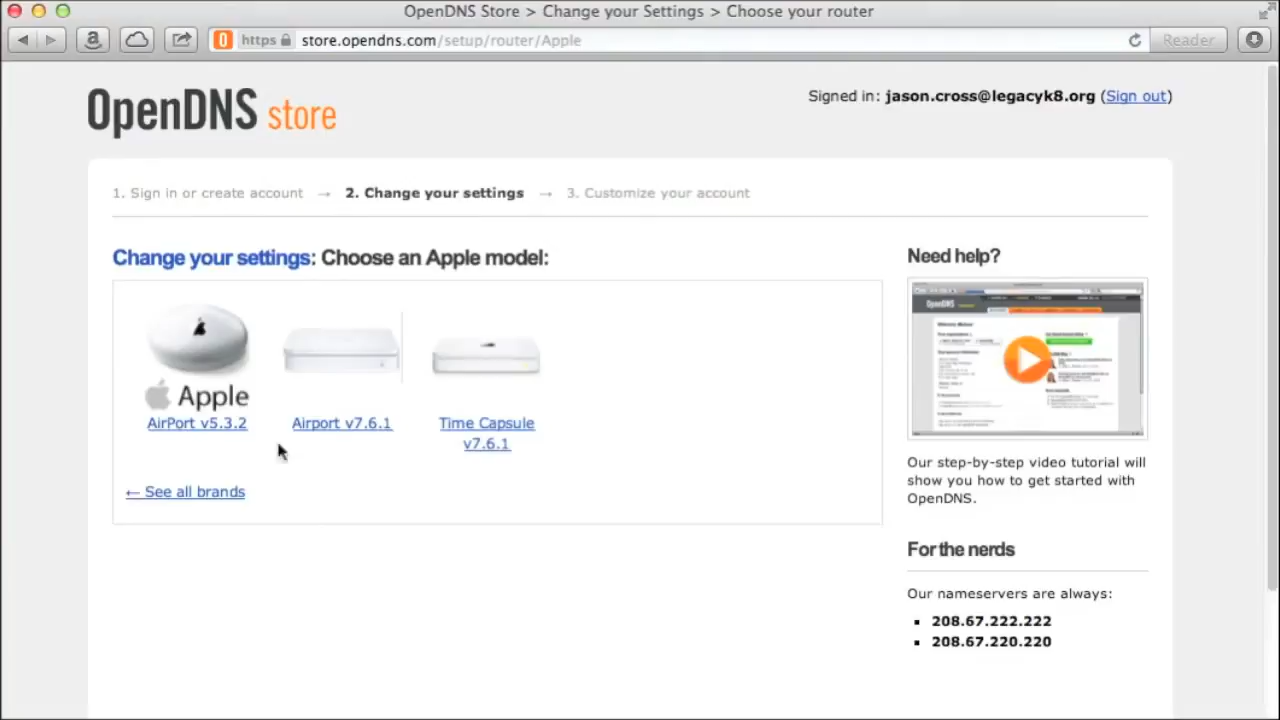 OpenDNS Store > Change your Settings > Choose your router
https store.opendns.com/setup/router/Apple
Reader
OpenDNS store
Signed in: jason.cross@legacyk8.org (Sign out)
1. Sign in or create account → 2. Change your settings → 3. Customize your account
Change your settings: Choose an Apple model:
Apple
AirPort v5.3.2
Airport v7.6.1
Time Capsule
v7.6.1
← See all brands
Need help?
OpenDNS
Our step-by-step video tutorial will
show you how to get started with
OpenDNS.
For the nerds
Our nameservers are always:
▪ 208.67.222.222
▪ 208.67.220.220